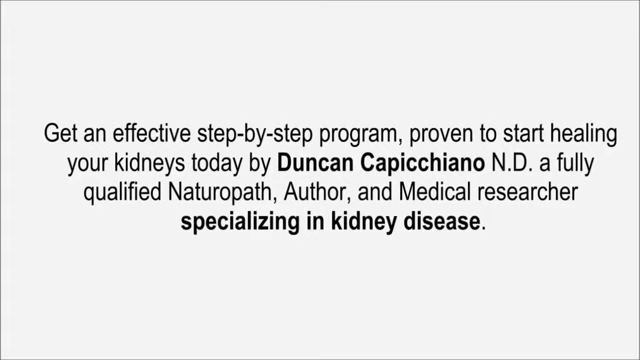 Get an effective step-by-step program, proven to start healing
your kidneys today by Duncan Capicchiano N.D. a fully
qualified Naturopath, Author, and Medical researcher
specializing in kidney disease.